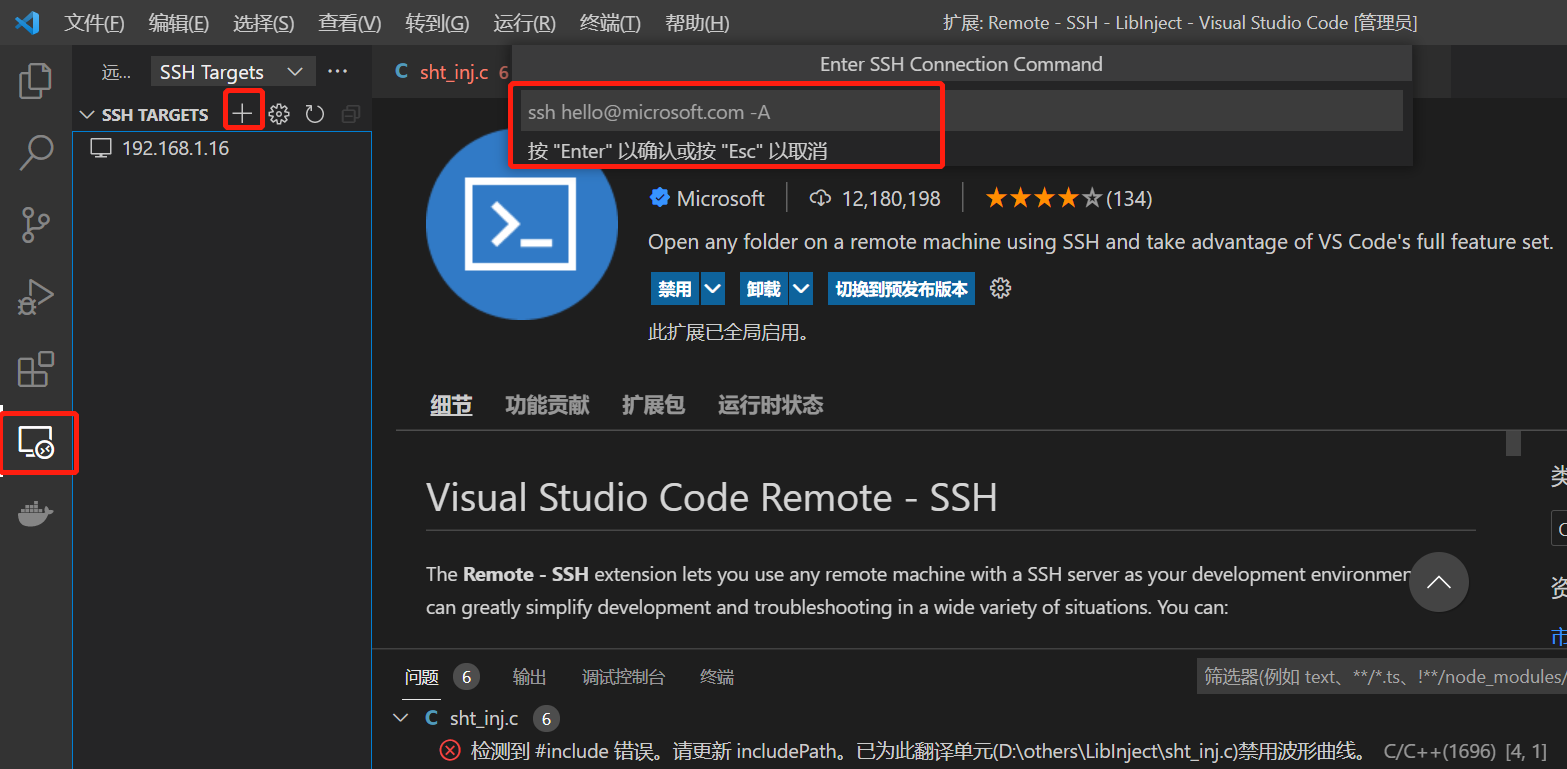 文件(F) 编辑(E) 选择(S) 查看(V) 转到(G) 运行(R) 终端(T) 帮助(H) 扩展: Remote - SSH - LibInject - Visual Studio Code [管理员]
远... SSH Targets ···
C sht_inj.c 6
Enter SSH Connection Command
SSH TARGETS
ssh hello@microsoft.com -A
192.168.1.16
按 "Enter" 以确认或按 "Esc" 以取消
Microsoft 12,180,198 (134)
Open any folder on a remote machine using SSH and take advantage of VS Code's full feature set.
禁用 卸载 切换到预发布版本
此扩展已全局启用。
细节 功能贡献 扩展包 运行时状态
Visual Studio Code Remote - SSH
The Remote - SSH extension lets you use any remote machine with a SSH server as your development
can greatly simplify development and troubleshooting in a wide variety of situations. You can:
问题 6 输出 调试控制台 终端 筛选器(例如 text、**/*.ts、!**/node_modules/
C sht_inj.c 6
检测到 #include 错误。请更新 includePath。已为此翻译单元(D:\others\LibInject\sht_inj.c)禁用波形曲线。 C/C++(1696) [4, 1]